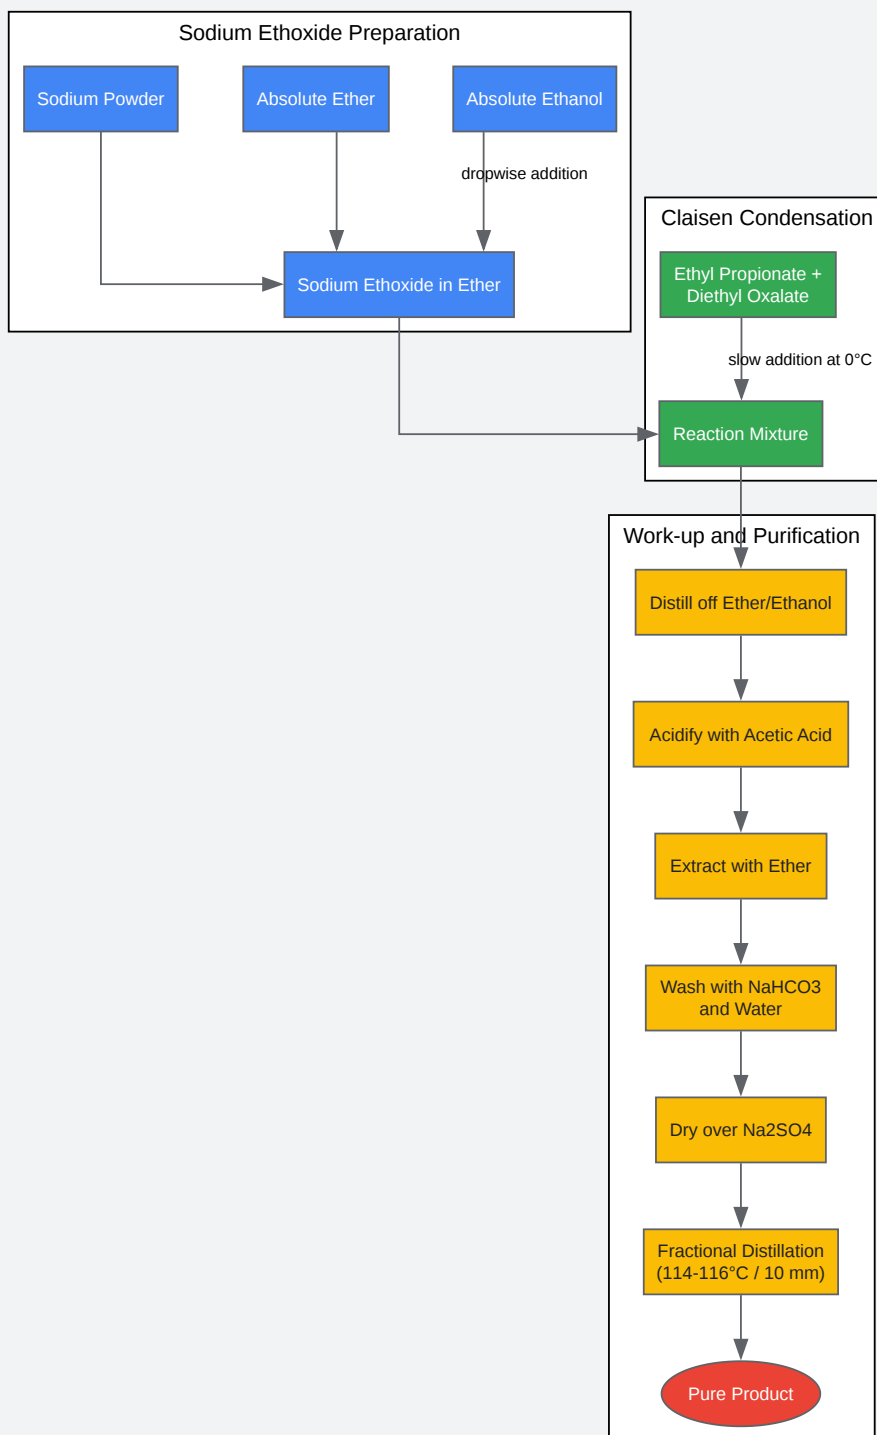 Sodium Ethoxide Preparation
Sodium Powder
Absolute Ether
Absolute Ethanol
dropwise addition
Sodium Ethoxide in Ether
Claisen Condensation
Ethyl Propionate +
Diethyl Oxalate
slow addition at 0°C
Reaction Mixture
Work-up and Purification
Distill off Ether/Ethanol
Acidify with Acetic Acid
Extract with Ether
Wash with NaHCO3
and Water
Dry over Na2SO4
Fractional Distillation
(114-116°C / 10 mm)
Pure Product